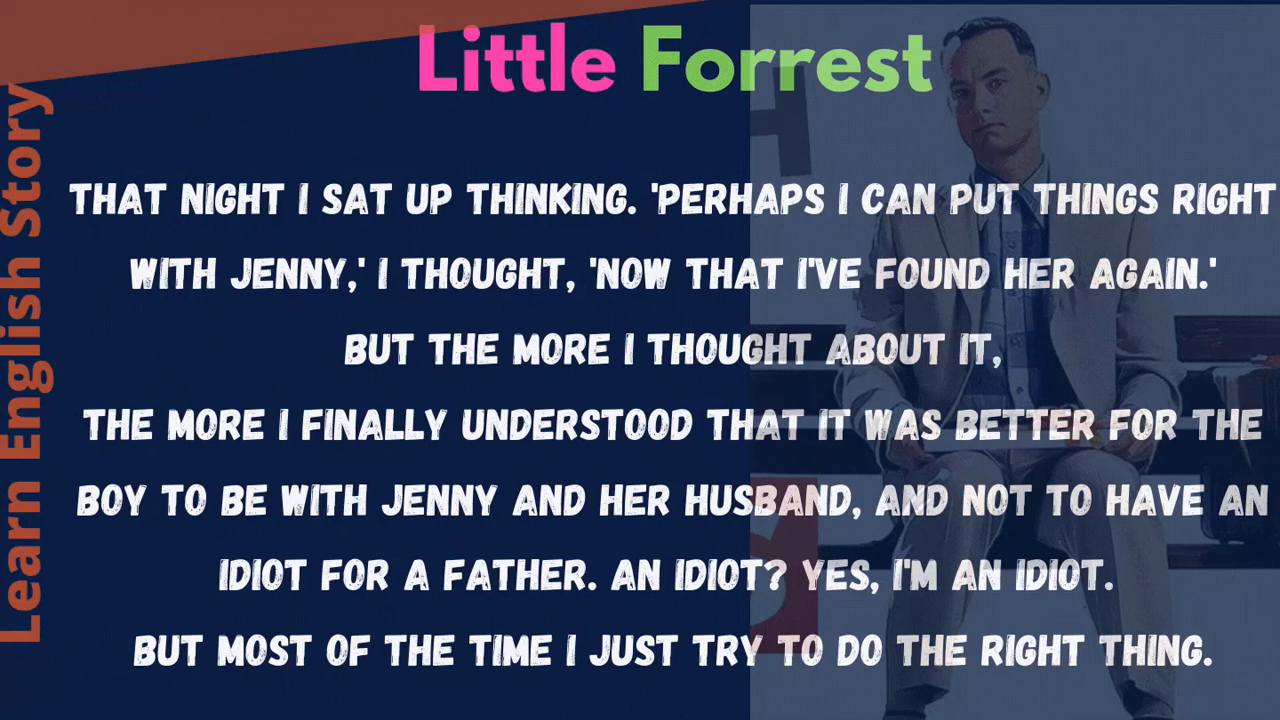 Little Forrest
Learn English Story
THAT NIGHT I SAT UP THINKING. 'PERHAPS I CAN PUT THINGS RIGHT
WITH JENNY,' I THOUGHT, 'NOW THAT I'VE FOUND HER AGAIN.'
BUT THE MORE I THOUGHT ABOUT IT,
THE MORE I FINALLY UNDERSTOOD THAT IT WAS BETTER FOR THE
BOY TO BE WITH JENNY AND HER HUSBAND, AND NOT TO HAVE AN
IDIOT FOR A FATHER. AN IDIOT? YES, I'M AN IDIOT.
BUT MOST OF THE TIME I JUST TRY TO DO THE RIGHT THING.